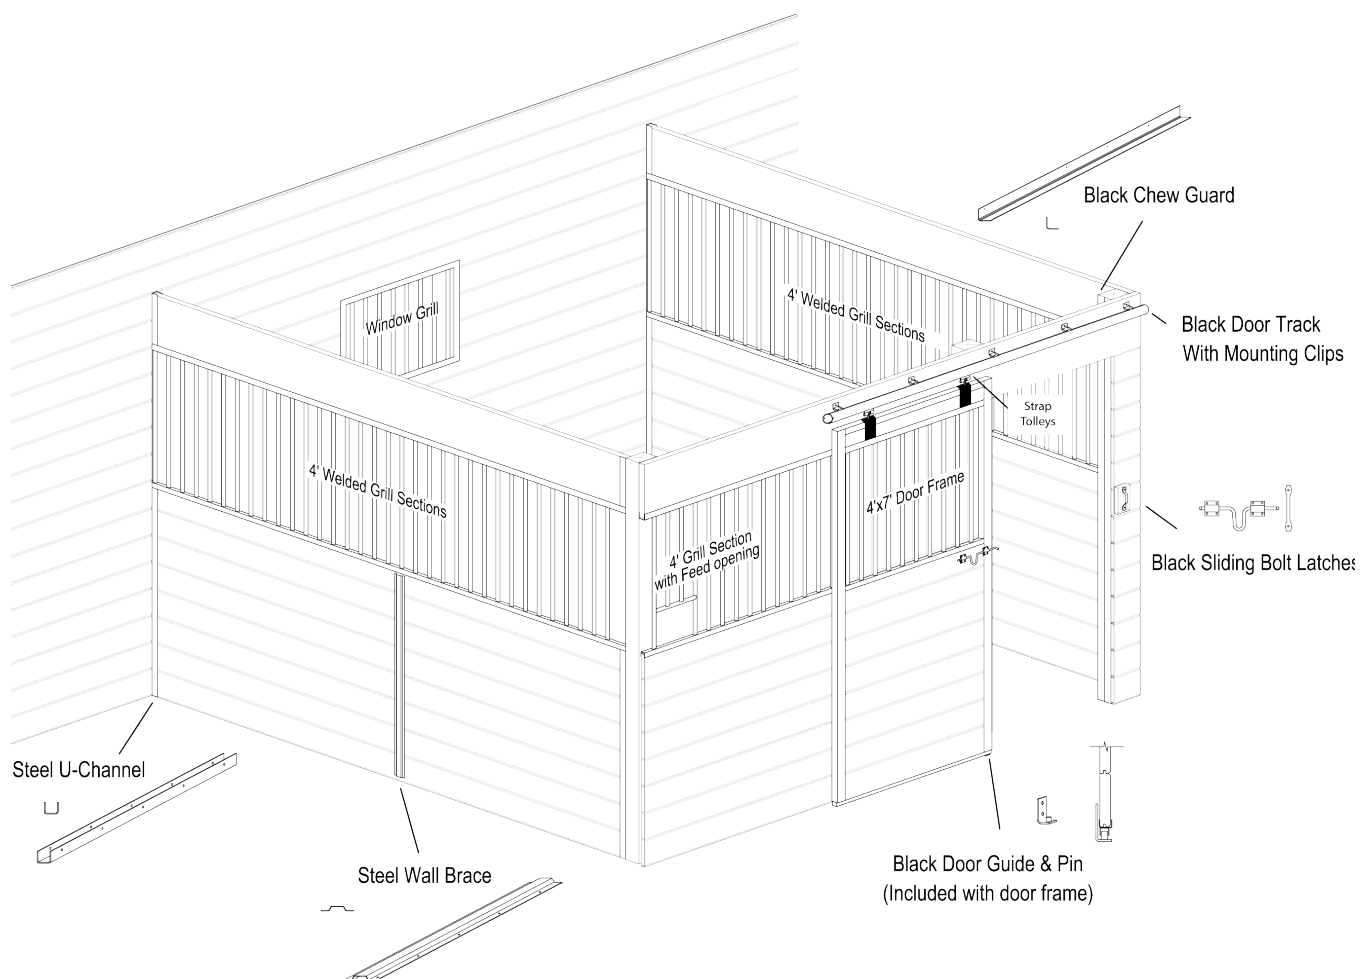 Black Chew Guard
4' Welded Grill Sections
Window Grill
Black Door Track
With Mounting Clips
Strap
Tolleys
4' Welded Grill Sections
4'x7' Door Frame
4' Grill Section
with Feed opening
Black Sliding Bolt Latches
Steel U-Channel
Steel Wall Brace
Black Door Guide & Pin
(Included with door frame)